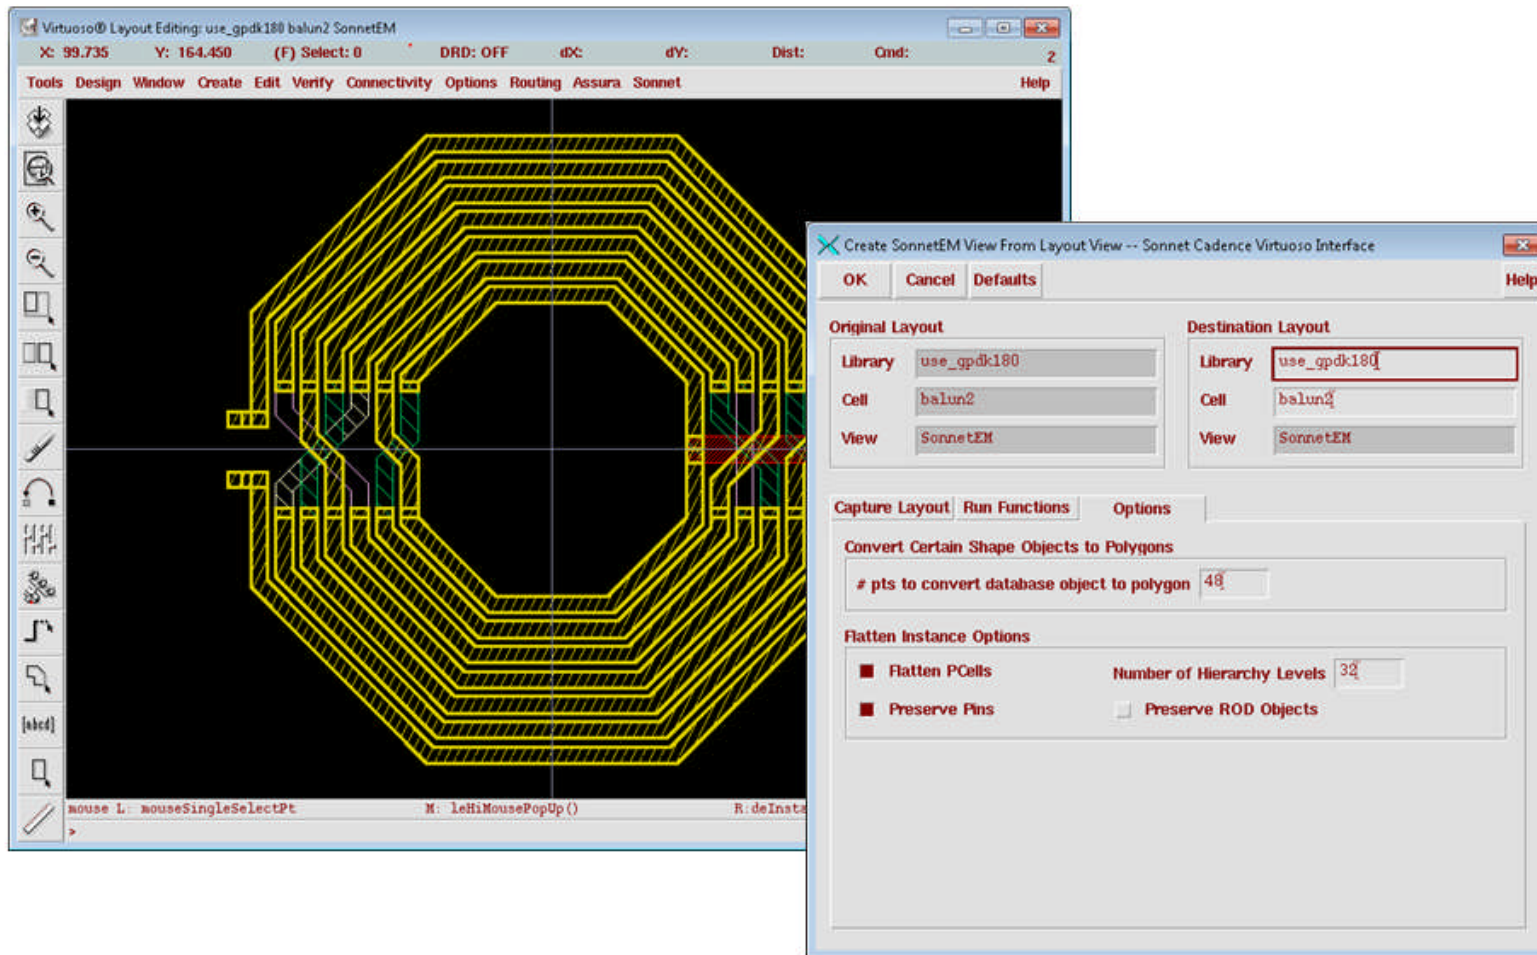 Virtuoso® Layout Editing: use_gpdk180 balun2 SonnetEM
X: 99.735 Y: 164.450 (F) Select: 0 DRD: OFF dX: dY: Dist: Cmd: 2
Tools Design Window Create Edit Verify Connectivity Options Routing Assura Sonnet Help
[abcd]
mouse L: mouseSingleSelectPt M: leHiMousePopUp() R:deInsta
>
Create SonnetEM View From Layout View -- Sonnet Cadence Virtuoso Interface
OK Cancel Defaults Help
Original Layout
Library use_gpdk180
Cell balun2
View SonnetEM
Destination Layout
Library use_gpdk180
Cell balun2
View SonnetEM
Capture Layout Run Functions Options
Convert Certain Shape Objects to Polygons
# pts to convert database object to polygon 48
Flatten Instance Options
Flatten PCells Number of Hierarchy Levels 32
Preserve Pins Preserve ROD Objects